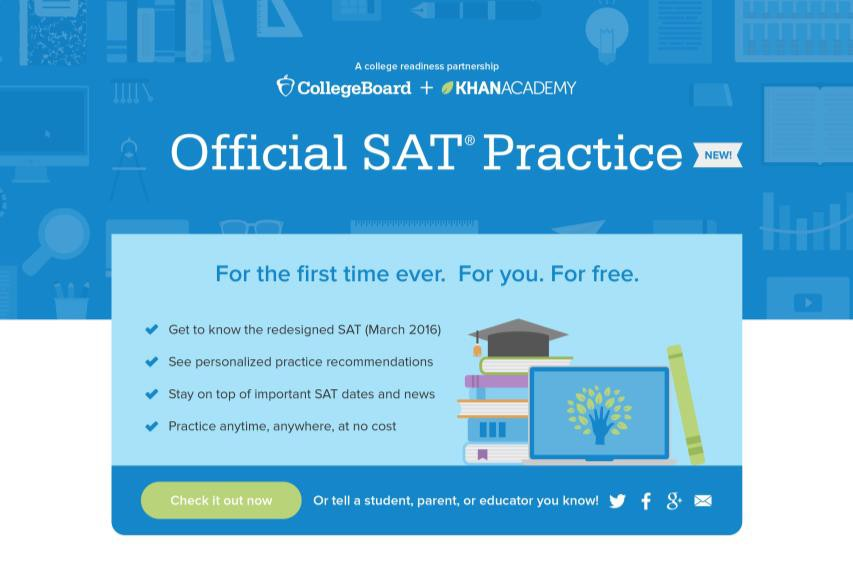 A college readiness partnership
CollegeBoard + KHANACADEMY
Official SAT® Practice NEW!
For the first time ever. For you. For free.
Get to know the redesigned SAT (March 2016)
See personalized practice recommendations
Stay on top of important SAT dates and news
Practice anytime, anywhere, at no cost
Check it out now Or tell a student, parent, or educator you know!